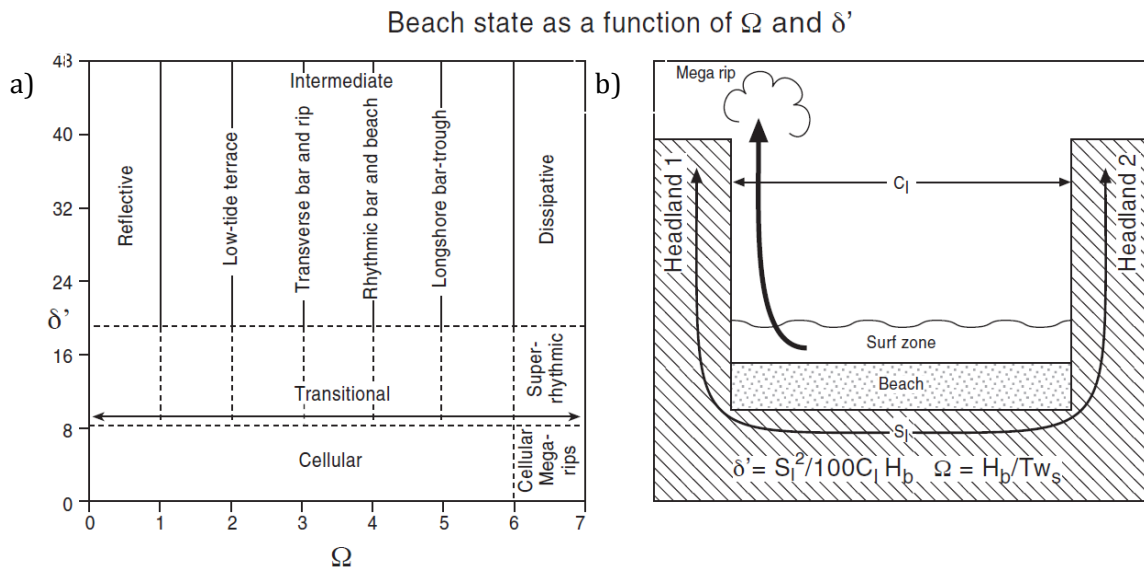 Beach state as a function of Ω and δ’
a)
48
40
32
24
δ’
16
8
0
Intermediate
Reflective
Low-tide terrace
Transverse bar and rip
Rhythmic bar and beach
Longshore bar-trough
Dissipative
Transitional
Super-
rhythmic
Cellular
Cellular
Mega-
rips
0 1 2 3 4 5 6 7
Ω
b)
Mega rip
Headland 1
Headland 2
Cl
Surf zone
Beach
Sl
δ’= Sl²/100Cl Hb Ω = Hb/Tws